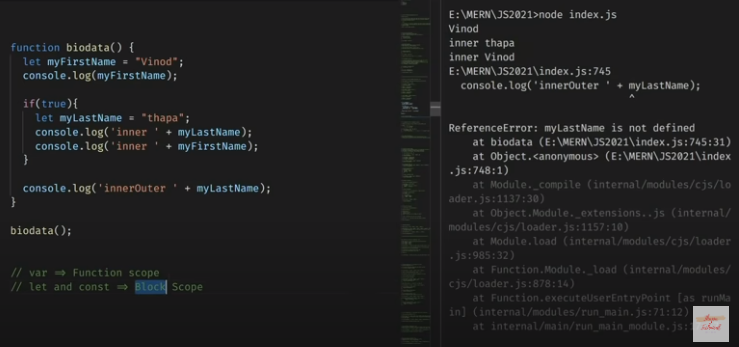 function biodata() {
let myFirstName = "Vinod";
console.log(myFirstName);
if(true){
let myLastName = "thapa";
console.log('inner ' + myLastName);
console.log('inner ' + myFirstName);
}
console.log('innerOuter ' + myLastName);
}
biodata();
// var => Function scope
// let and const => Block Scope
E:\MERN\JS2021>node index.js
Vinod
inner thapa
inner Vinod
E:\MERN\JS2021\index.js:745
console.log('innerOuter ' + myLastName);
^
ReferenceError: myLastName is not defined
at biodata (E:\MERN\JS2021\index.js:745:31)
at Object.<anonymous> (E:\MERN\JS2021\index
.js:748:1)
at Module._compile (internal/modules/cjs/lo
ader.js:1137:30)
at Object.Module._extensions..js (internal/
modules/cjs/loader.js:1157:10)
at Module.load (internal/modules/cjs/loader
.js:985:32)
at Function.Module._load (internal/modules/
cjs/loader.js:878:14)
at Function.executeUserEntryPoint [as runMa
in] (internal/modules/run_main.js:71:12)
at internal/main/run_main_module.js:1